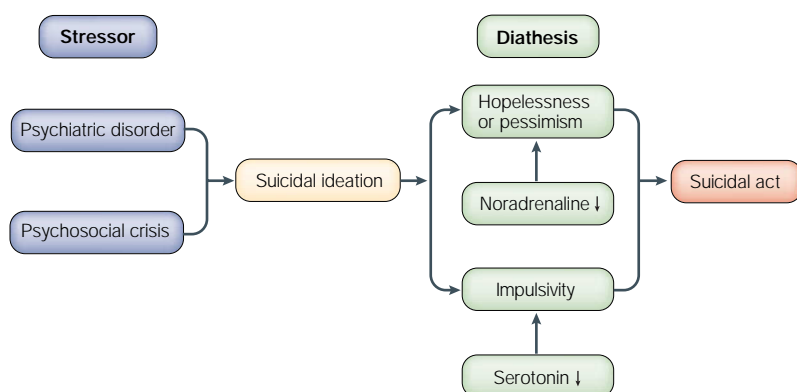 Stressor
Diathesis
Psychiatric disorder
Psychosocial crisis
Suicidal ideation
Hopelessness
or pessimism
Noradrenaline ↓
Impulsivity
Serotonin ↓
Suicidal act